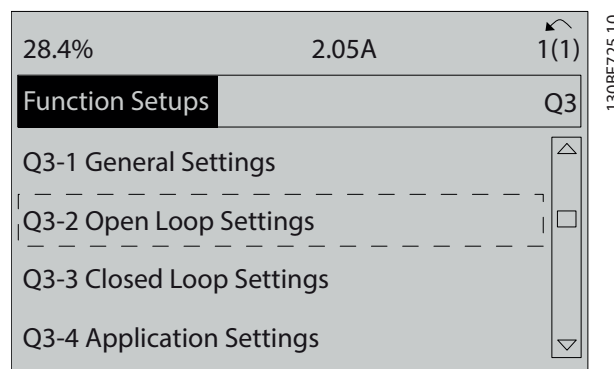 28.4% 2.05A 1(1)
Function Setups Q3
Q3-1 General Settings
Q3-2 Open Loop Settings
Q3-3 Closed Loop Settings
Q3-4 Application Settings
130BF725.10